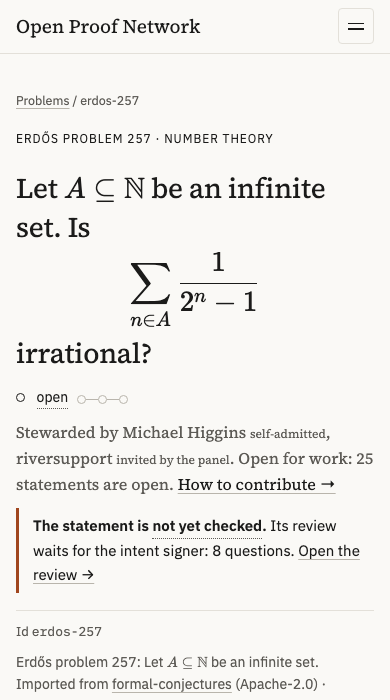 Open Proof Network
Problems / erdos-257
ERDŐS PROBLEM 257 · NUMBER THEORY
Let A ⊆ ℕ be an infinite
set. Is
∑_{n∈A} 1/(2ⁿ − 1)
irrational?
open
Stewarded by Michael Higgins self-admitted,
riversupport invited by the panel. Open for work: 25
statements are open. How to contribute →
The statement is not yet checked. Its review
waits for the intent signer: 8 questions. Open the
review →
Id erdos-257
Erdős problem 257: Let A ⊆ ℕ be an infinite set.
Imported from formal-conjectures (Apache-2.0) ·